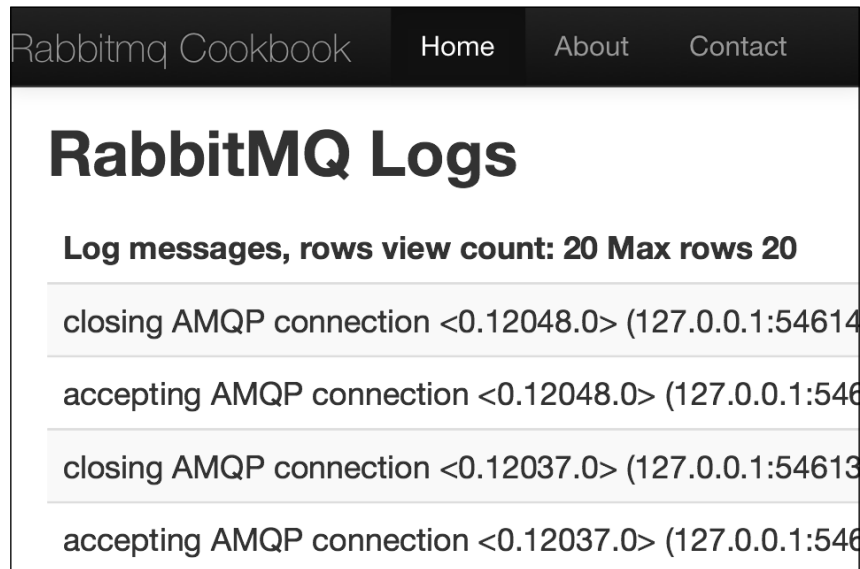 Rabbitmq Cookbook Home About Contact
RabbitMQ Logs
Log messages, rows view count: 20 Max rows 20
closing AMQP connection <0.12048.0> (127.0.0.1:54614
accepting AMQP connection <0.12048.0> (127.0.0.1:546
closing AMQP connection <0.12037.0> (127.0.0.1:54613
accepting AMQP connection <0.12037.0> (127.0.0.1:546